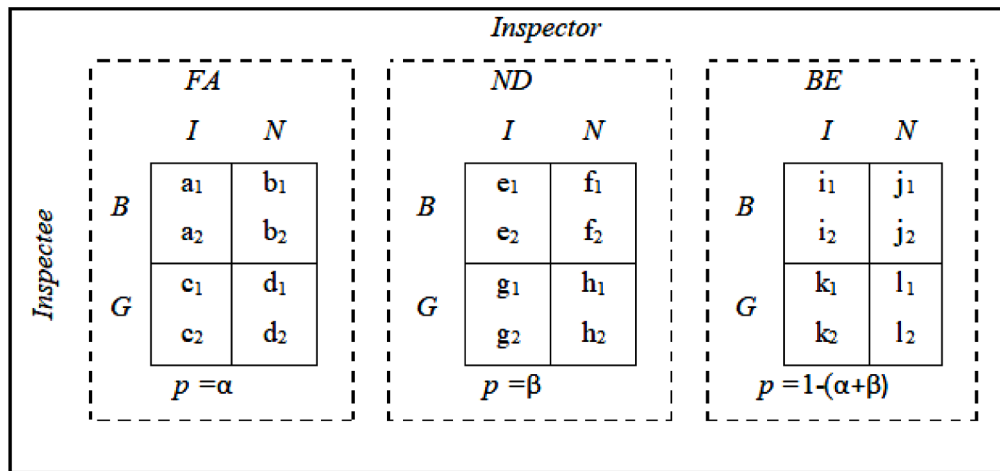 Inspector
FA ND BE
I N I N I N
B a₁ b₁ B e₁ f₁ B i₁ j₁
a₂ b₂ e₂ f₂ i₂ j₂
G c₁ d₁ G g₁ h₁ G k₁ l₁
c₂ d₂ g₂ h₂ k₂ l₂
p =α p =β p =1-(α+β)
Inspectee